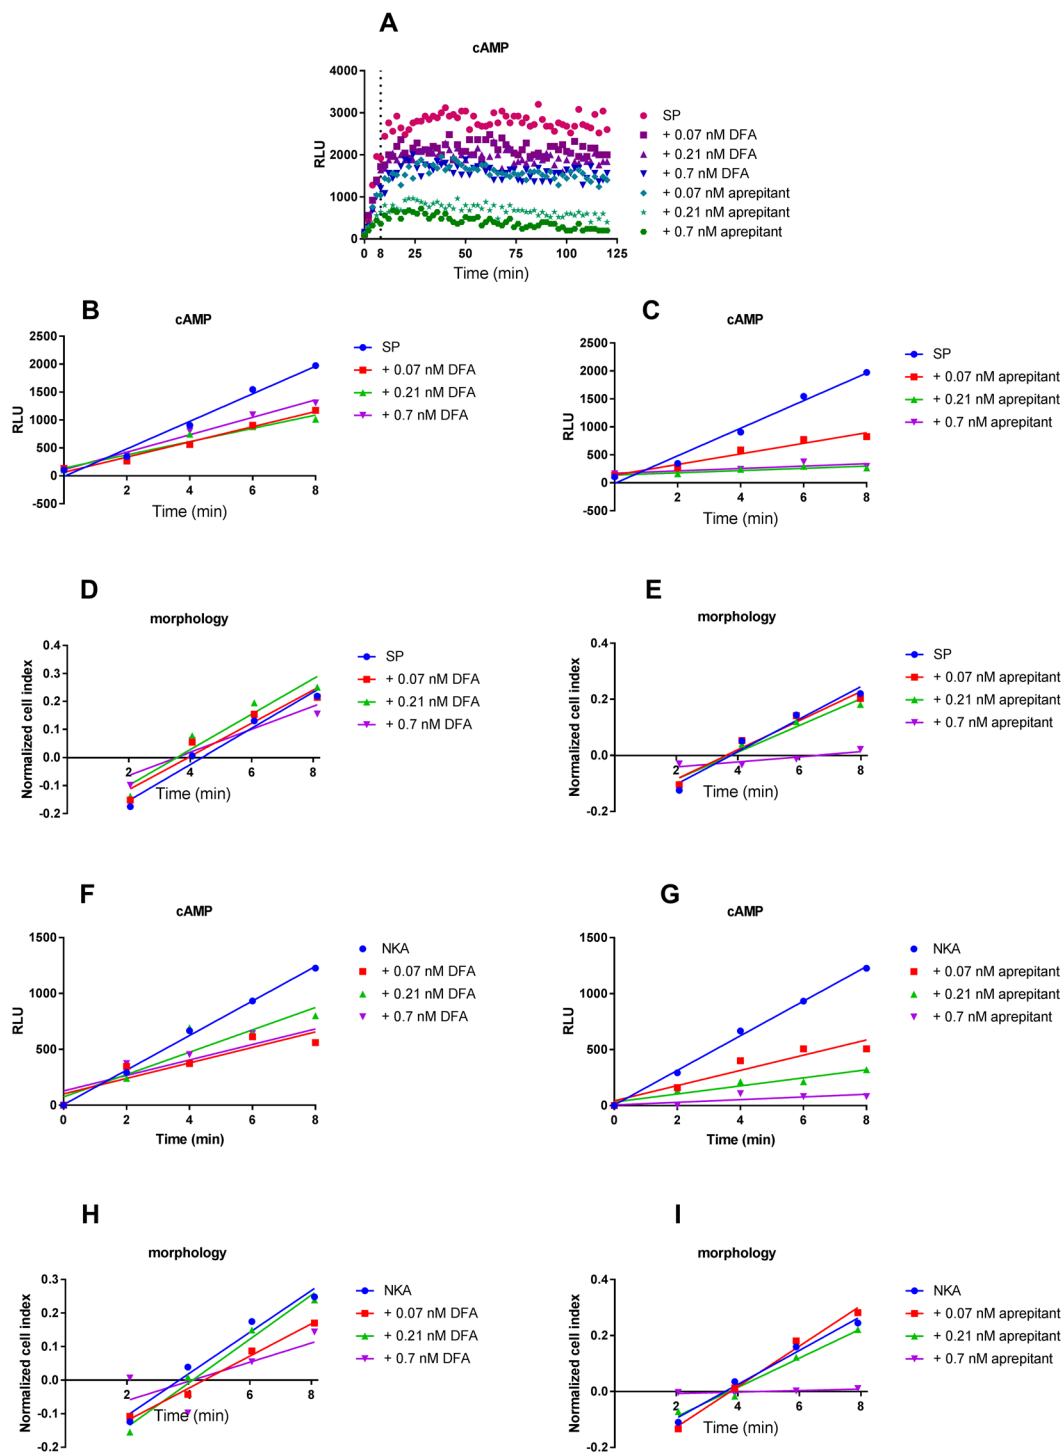 A
cAMP
4000
3000
2000
1000
0
RLU
0 8 25 50 75 100 125
Time (min)
SP
+ 0.07 nM DFA
+ 0.21 nM DFA
+ 0.7 nM DFA
+ 0.07 nM aprepitant
+ 0.21 nM aprepitant
+ 0.7 nM aprepitant
B
cAMP
2500
2000
1500
1000
500
0
-500
RLU
2 4 6 8
Time (min)
SP
+ 0.07 nM DFA
+ 0.21 nM DFA
+ 0.7 nM DFA
C
cAMP
2500
2000
1500
1000
500
0
-500
RLU
2 4 6 8
Time (min)
SP
+ 0.07 nM aprepitant
+ 0.21 nM aprepitant
+ 0.7 nM aprepitant
D
morphology
0.4
0.3
0.2
0.1
0.0
-0.1
-0.2
Normalized cell index
2 4 6 8
Time (min)
SP
+ 0.07 nM DFA
+ 0.21 nM DFA
+ 0.7 nM DFA
E
morphology
0.4
0.2
0.0
-0.2
Normalized cell index
2 4 6 8
Time (min)
SP
+ 0.07 nM aprepitant
+ 0.21 nM aprepitant
+ 0.7 nM aprepitant
F
cAMP
1500
1000
500
0
RLU
0 2 4 6 8
Time (min)
NKA
+ 0.07 nM DFA
+ 0.21 nM DFA
+ 0.7 nM DFA
G
cAMP
1500
1000
500
0
RLU
0 2 4 6 8
Time (min)
NKA
+ 0.07 nM aprepitant
+ 0.21 nM aprepitant
+ 0.7 nM aprepitant
H
morphology
0.3
0.2
0.1
0.0
-0.1
-0.2
Normalized cell index
2 4 6 8
Time (min)
NKA
+ 0.07 nM DFA
+ 0.21 nM DFA
+ 0.7 nM DFA
I
morphology
0.4
0.2
0.0
-0.2
Normalized cell index
2 4 6 8
Time (min)
NKA
+ 0.07 nM aprepitant
+ 0.21 nM aprepitant
+ 0.7 nM aprepitant